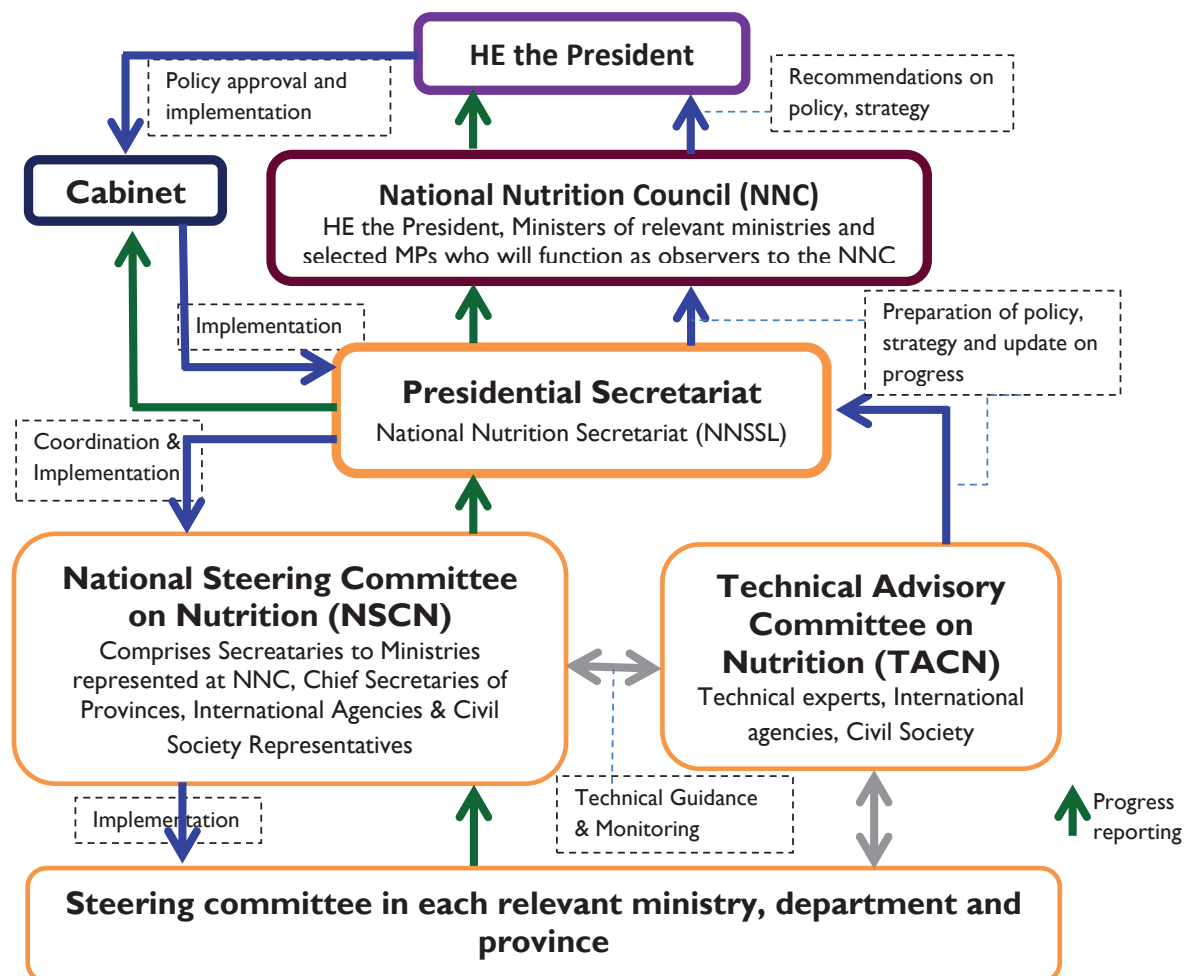 HE the President
Policy approval and
implementation
Recommendations on
policy, strategy
Cabinet
National Nutrition Council (NNC)
HE the President, Ministers of relevant ministries and
selected MPs who will function as observers to the NNC
Implementation
Preparation of policy,
strategy and update on
progress
Presidential Secretariat
National Nutrition Secretariat (NNSSL)
Coordination &
Implementation
National Steering Committee
on Nutrition (NSCN)
Comprises Secreataries to Ministries
represented at NNC, Chief Secretaries of
Provinces, International Agencies & Civil
Society Representatives
Technical Advisory
Committee on
Nutrition (TACN)
Technical experts, International
agencies, Civil Society
Implementation
Technical Guidance
& Monitoring
Progress
reporting
Steering committee in each relevant ministry, department and
province